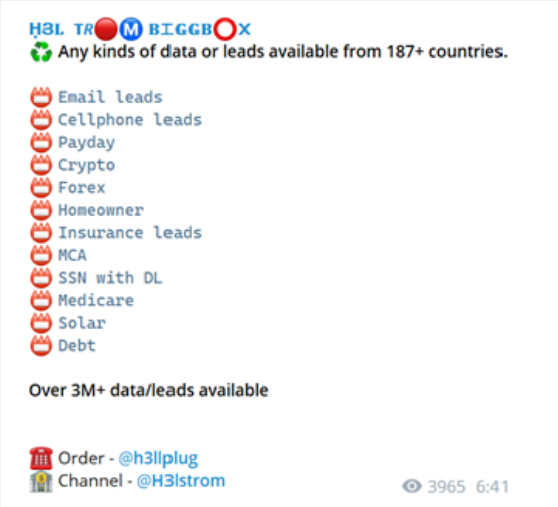 ḤƎL TR🔴Ⓜ️ BIGGB⭕X
♻️ Any kinds of data or leads available from 187+ countries.
📛 Email leads
📛 Cellphone leads
📛 Payday
📛 Crypto
📛 Forex
📛 Homeowner
📛 Insurance leads
📛 MCA
📛 SSN with DL
📛 Medicare
📛 Solar
📛 Debt
Over 3M+ data/leads available
☎️ Order - @h3llplug
🏦 Channel - @H3lstrom
3965 6:41